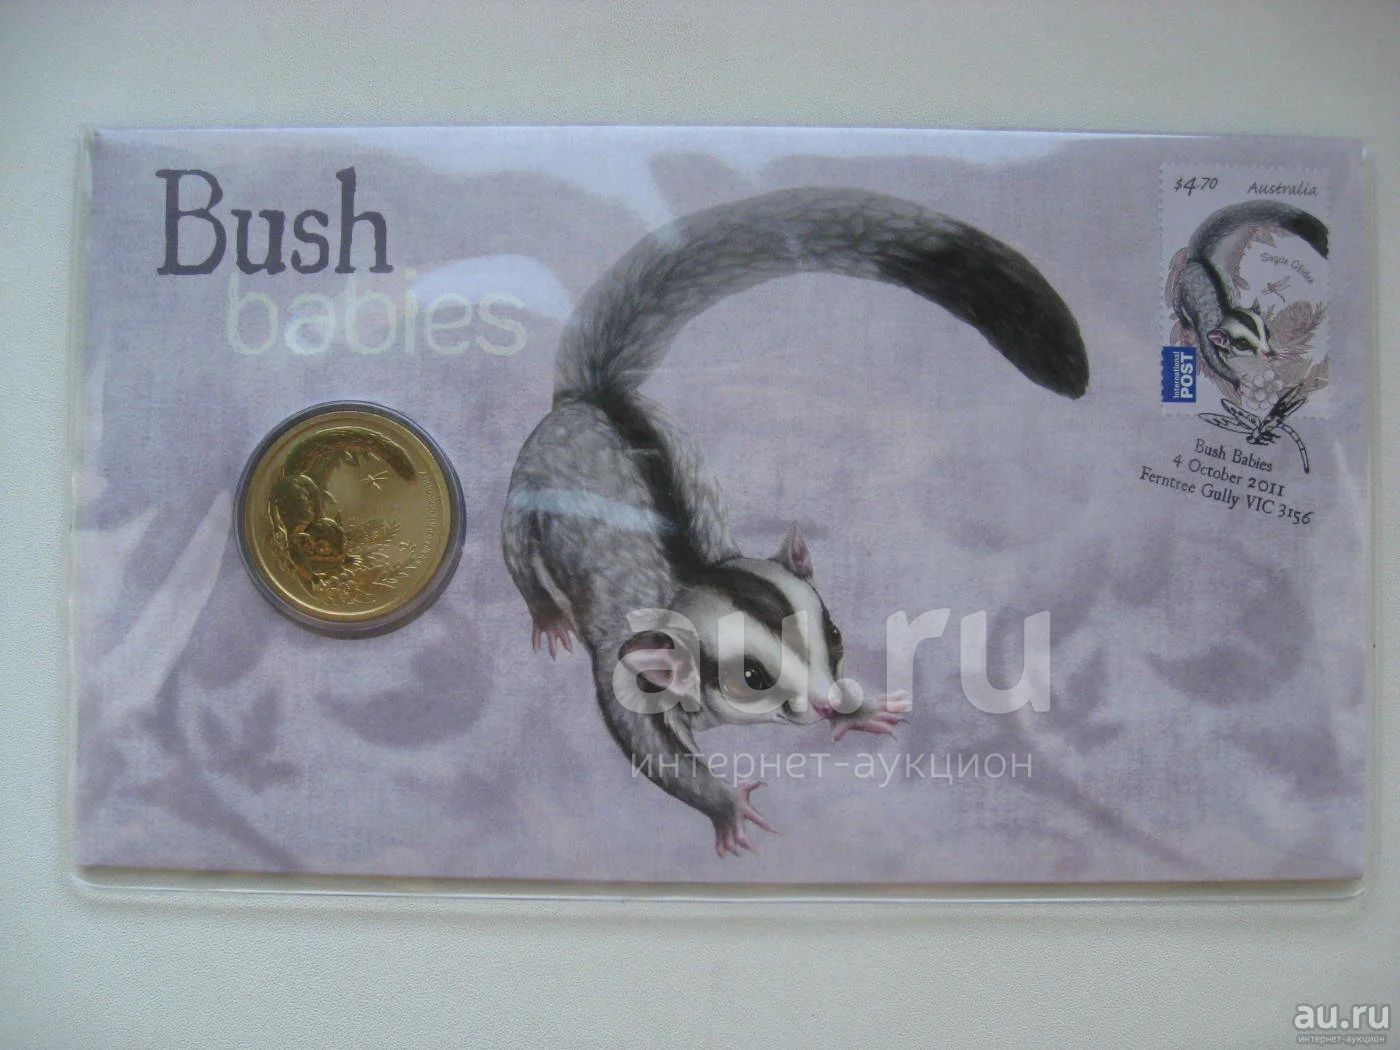 Bush
babies
$4.70 Australia
Sugar Glider
International
POST
Bush Babies
4 October 2011
Ferntree Gully VIC 3156
au.ru
интернет-аукцион
au.ru
интернет-аукцион